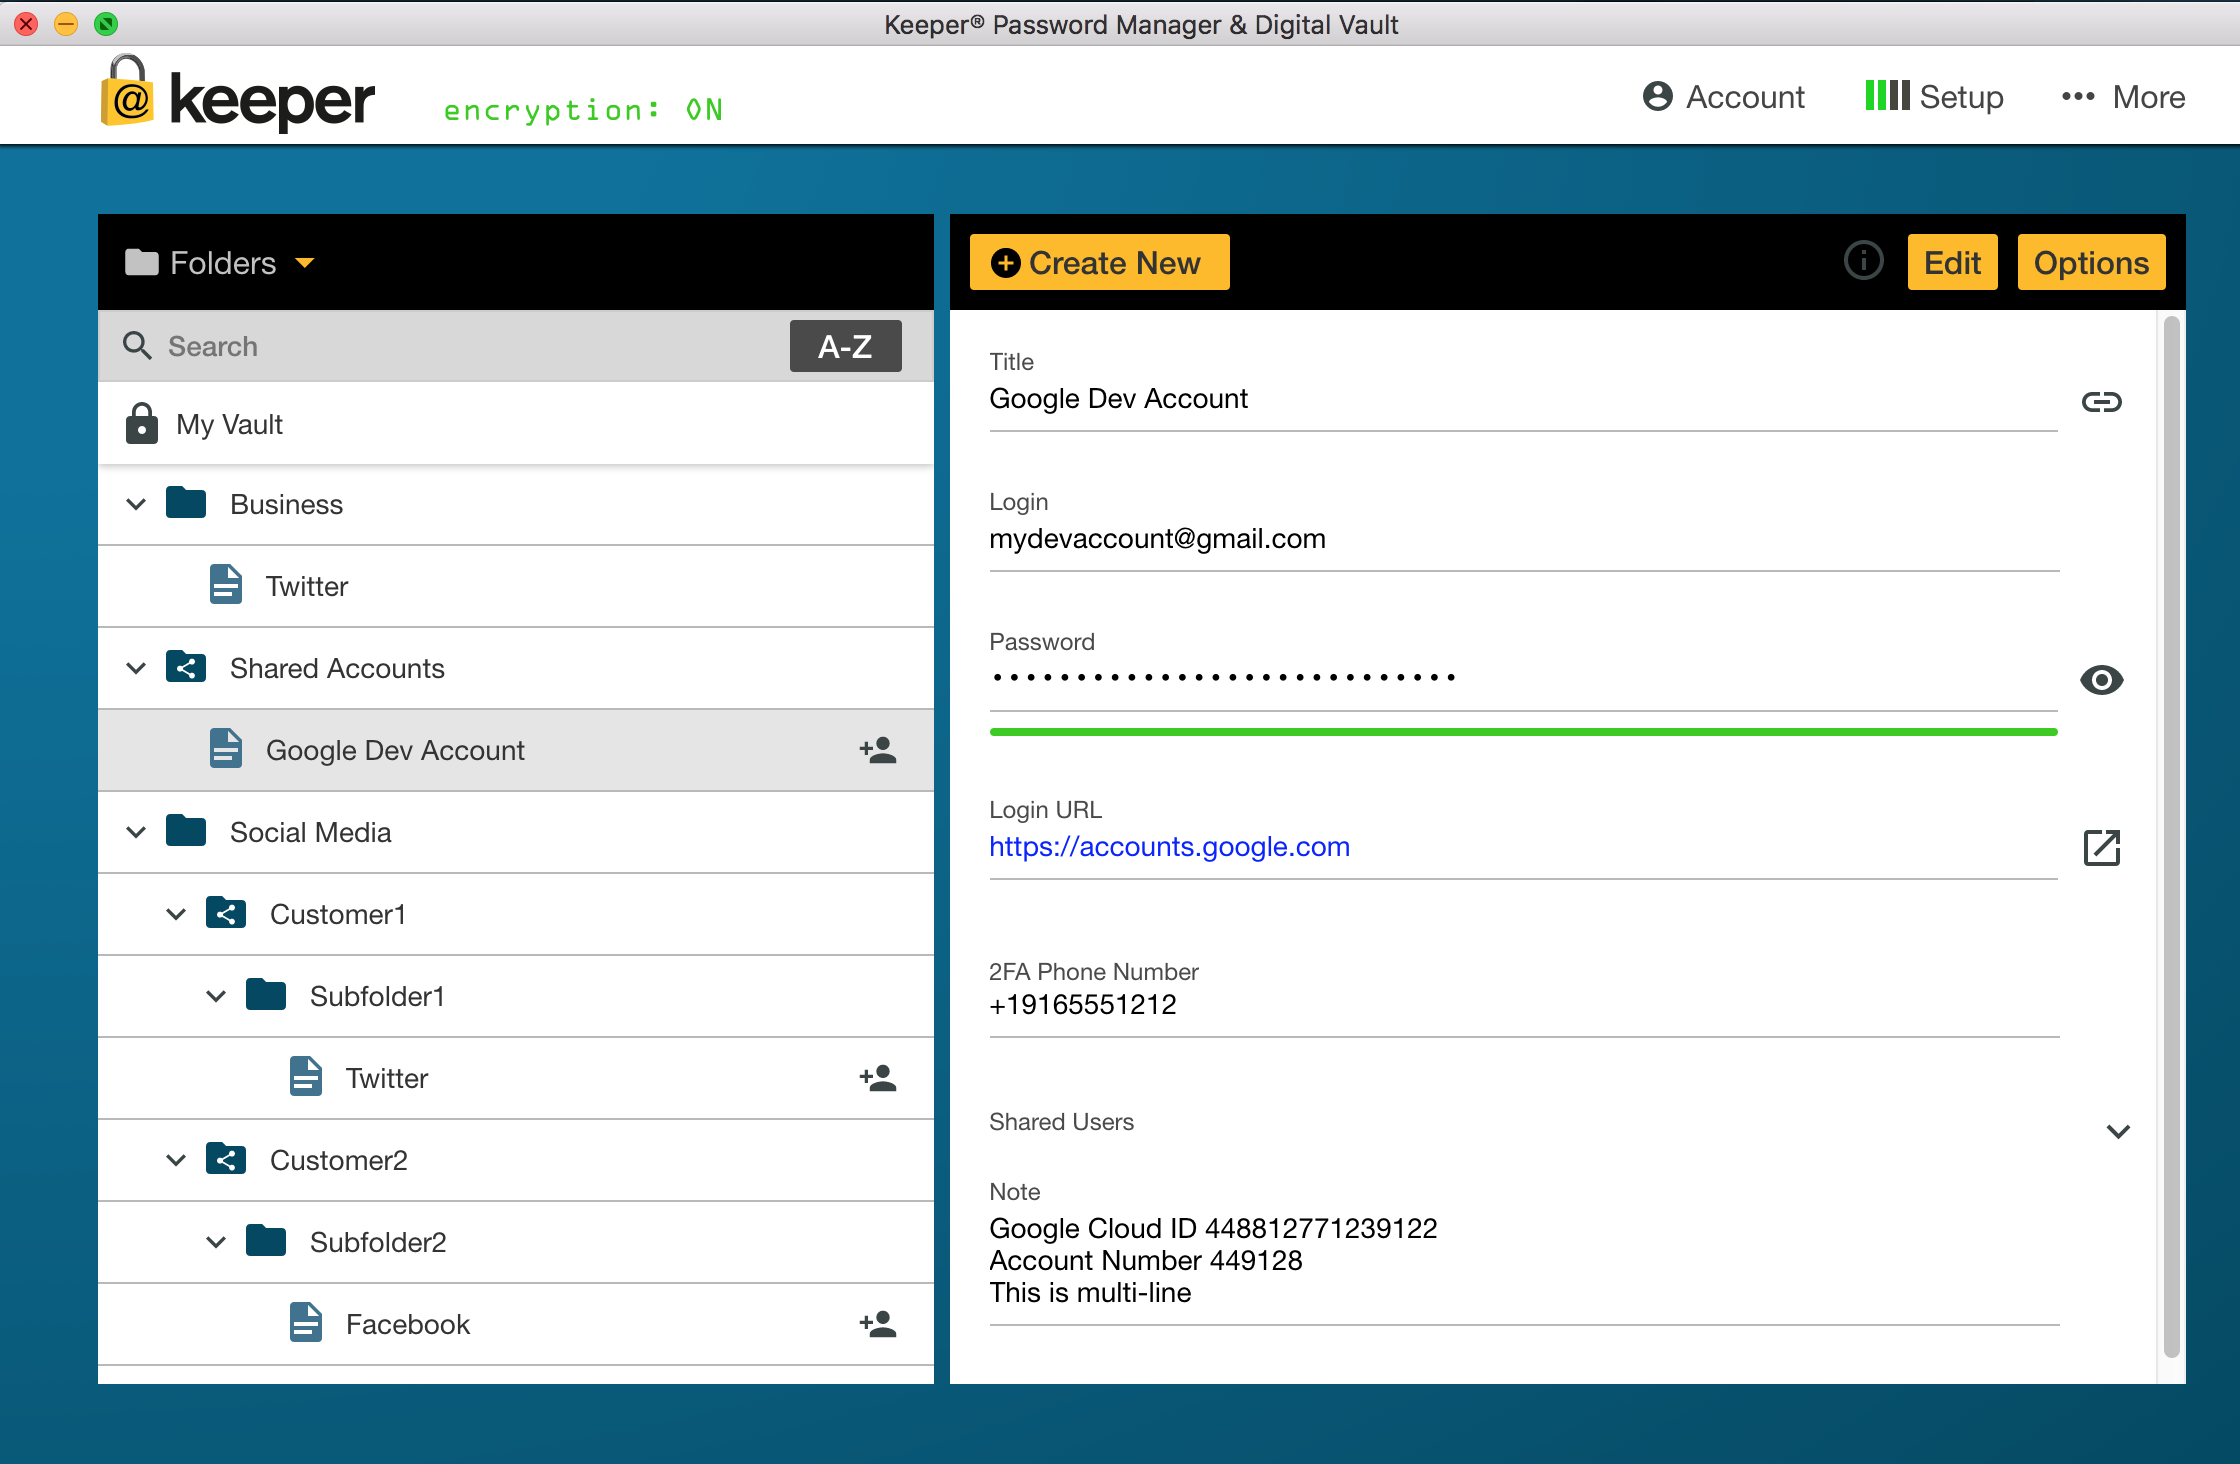 Keeper® Password Manager & Digital Vault
@ keeper
encryption: ON
Account
Setup
More
Folders
Search
A-Z
My Vault
Business
Twitter
Shared Accounts
Google Dev Account
Social Media
Customer1
Subfolder1
Twitter
Customer2
Subfolder2
Facebook
Create New
Edit
Options
Title
Google Dev Account
Login
mydevaccount@gmail.com
Password
••••••••••••••••••••••••••••
Login URL
https://accounts.google.com
2FA Phone Number
+19165551212
Shared Users
Note
Google Cloud ID 448812771239122
Account Number 449128
This is multi-line